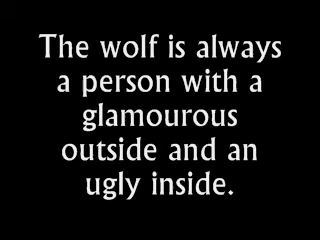 The wolf is always
a person with a
glamourous
outside and an
ugly inside.